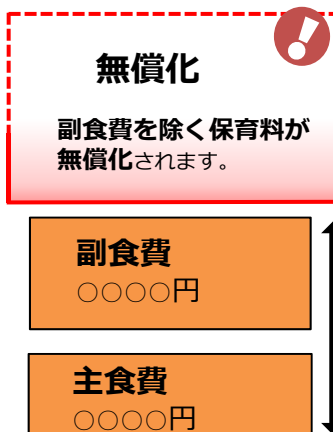 無償化
副食費を除く保育料が
無償化されます。
副食費
○○○○円
主食費
○○○○円